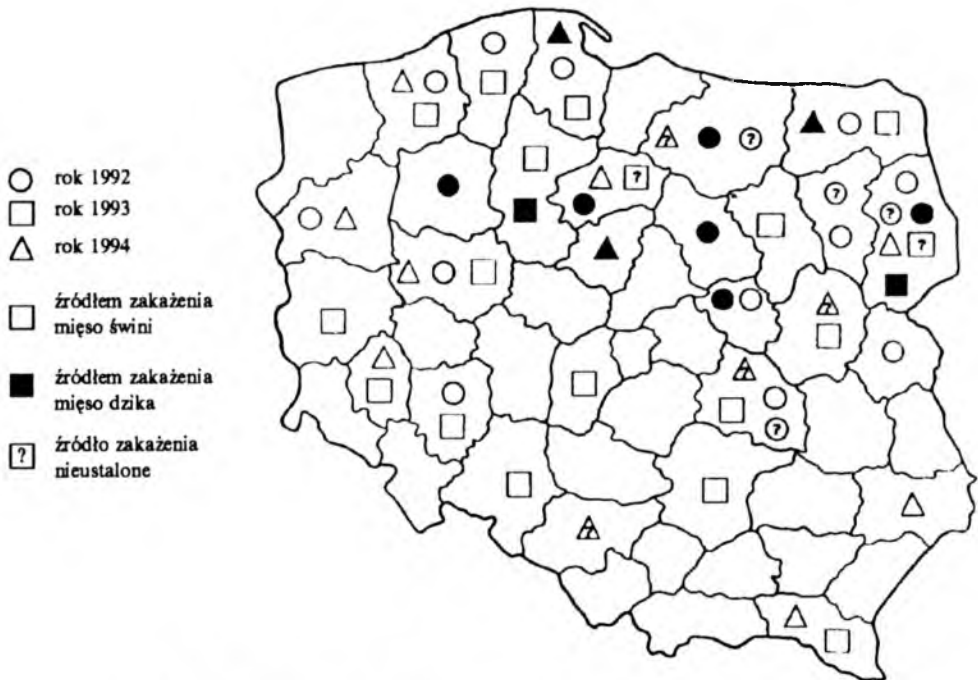 rok 1992
rok 1993
rok 1994
źródłem zakażenia
mięso świni
źródłem zakażenia
mięso dzika
?
źródło zakażenia
nieustalone
?
?
?
?
?
?
?
?
?
?